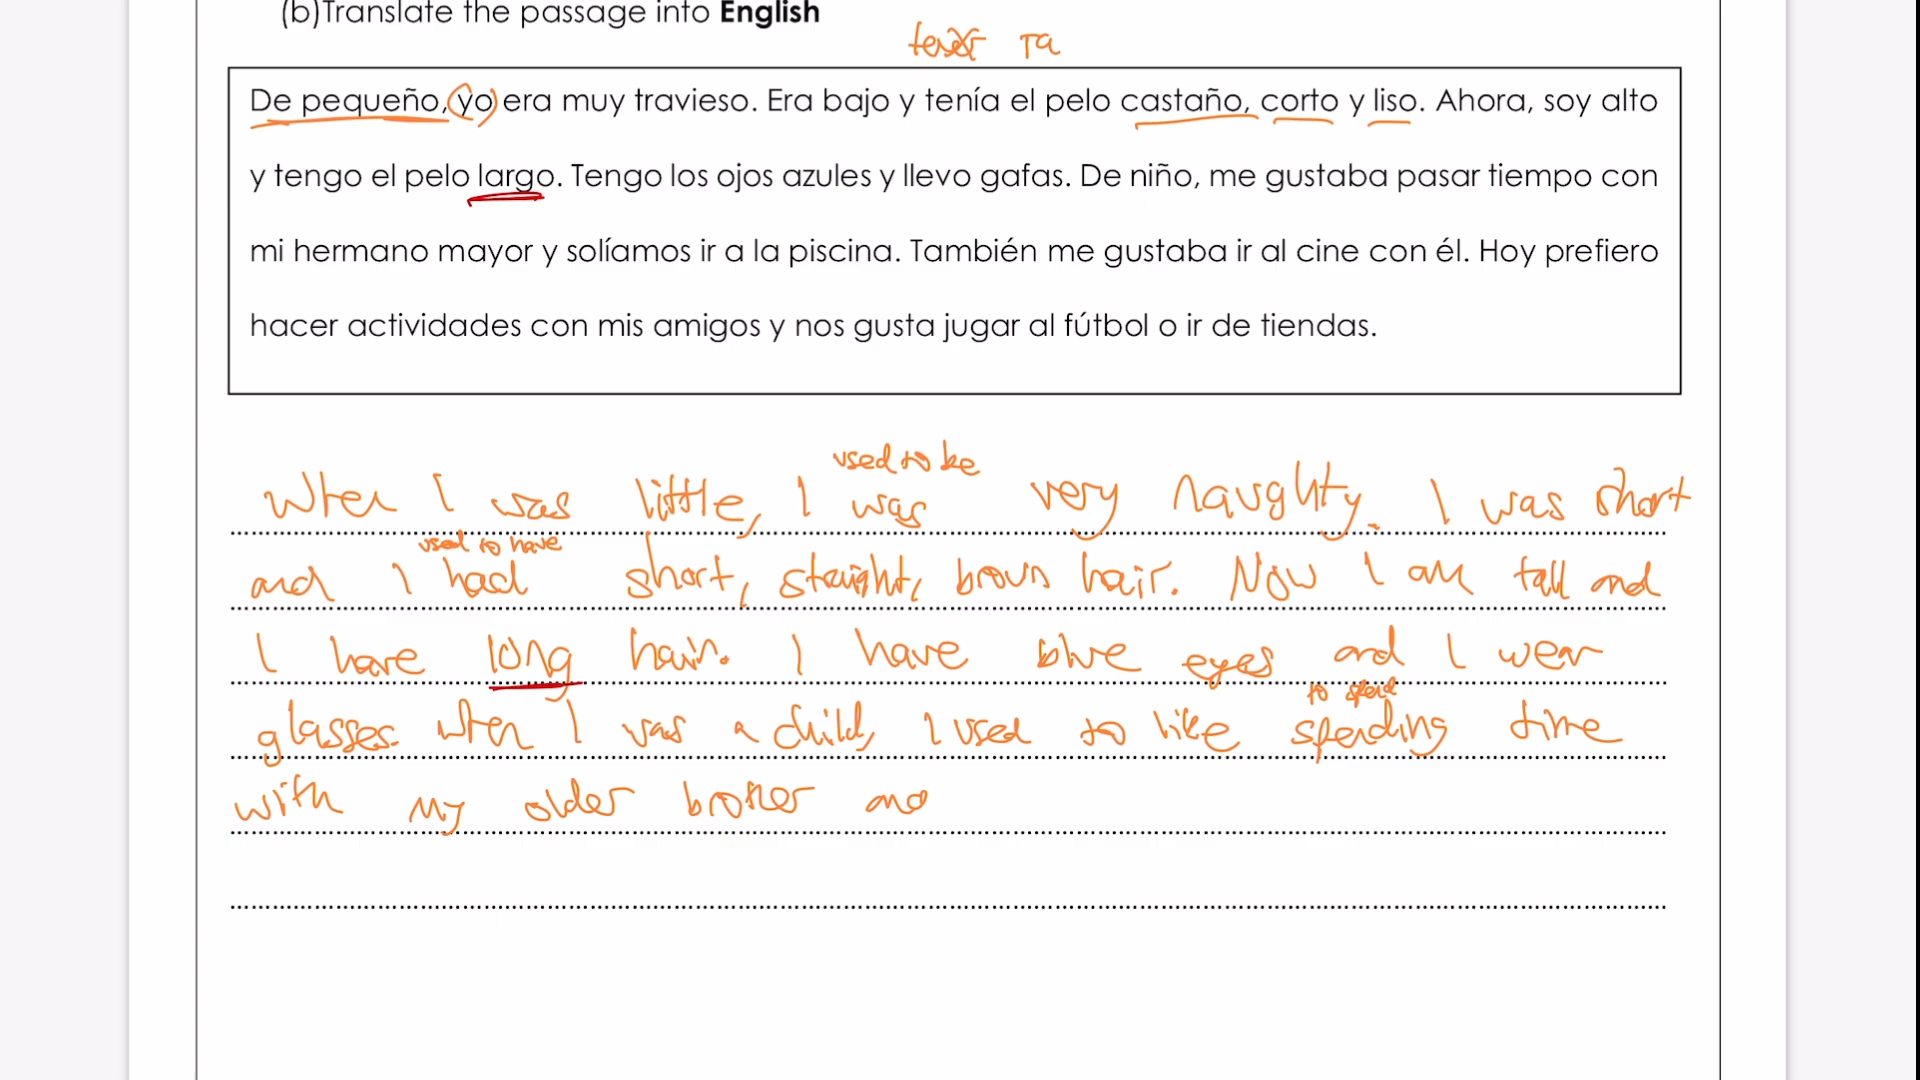 (b)Translate the passage into English
tener ía
De pequeño, yo era muy travieso. Era bajo y tenía el pelo castaño, corto y liso. Ahora, soy alto
y tengo el pelo largo. Tengo los ojos azules y llevo gafas. De niño, me gustaba pasar tiempo con
mi hermano mayor y solíamos ir a la piscina. También me gustaba ir al cine con él. Hoy prefiero
hacer actividades con mis amigos y nos gusta jugar al fútbol o ir de tiendas.
used to be
When I was little, I was very naughty. I was short
used to have
and I had short, straight, brown hair. Now I am tall and
I have long hair. I have blue eyes and I wear
to spend
glasses. When I was a child, I used to like spending time
with my older brother and